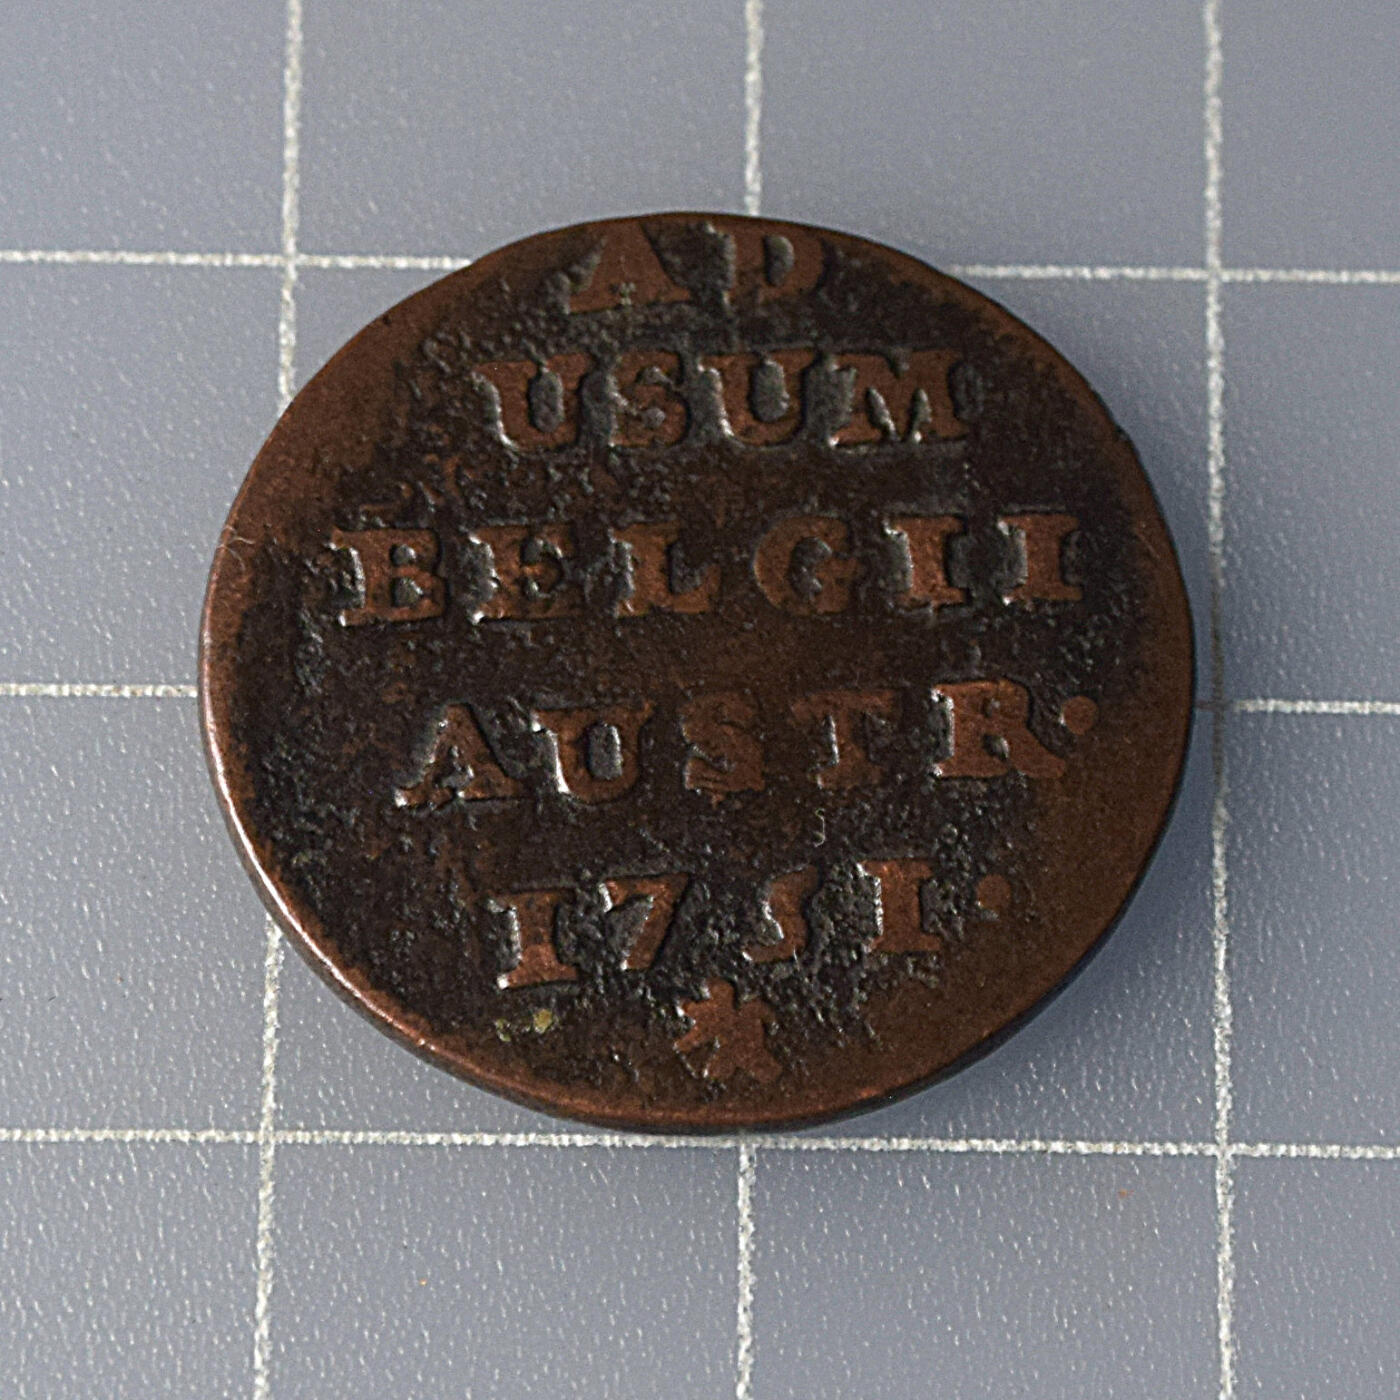 AD
USUM
BELGII
AUSTR·
1751·